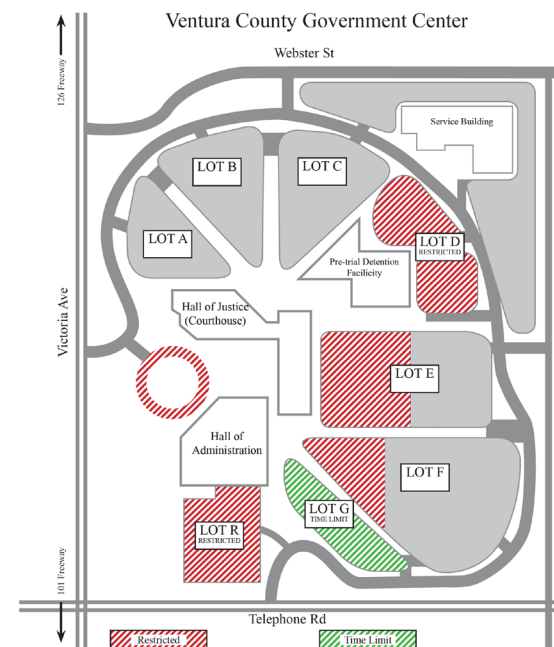 Ventura County Government Center
Webster St
126 Freeway
Service Building
LOT B
LOT C
LOT A
LOT D
RESTRICTED
Pre-trial Detention
Facilicity
Hall of Justice
(Courthouse)
Victoria Ave
LOT E
Hall of
Administration
LOT F
LOT G
TIME LIMIT
LOT R
RESTRICTED
101 Freeway
Telephone Rd
Restricted
Time Limit